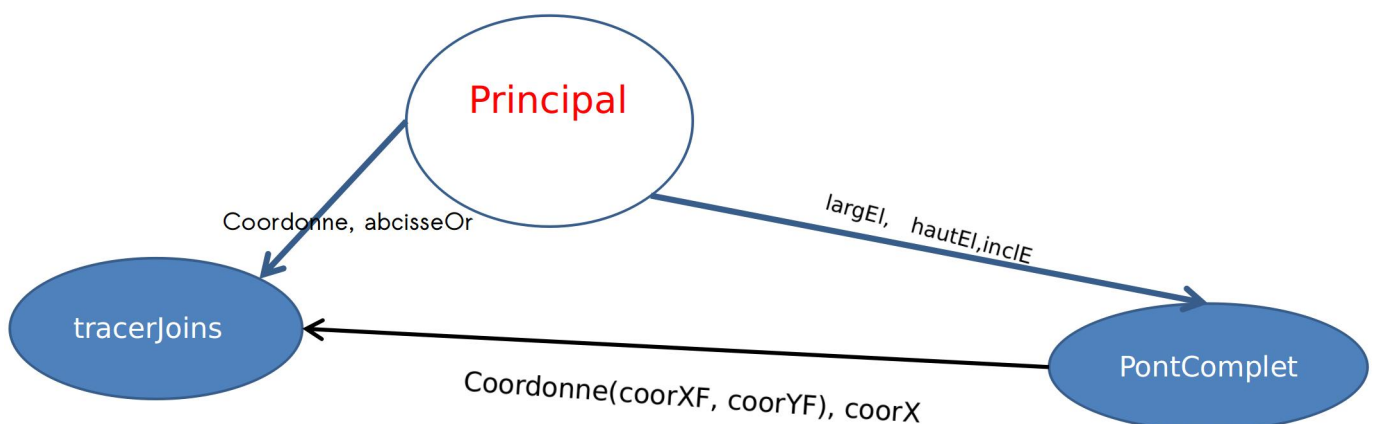 Principal
Coordonne, abcisseOr
largEl, hautEl,inclE
tracerJoins
PontComplet
Coordonne(coorXF, coorYF), coorX